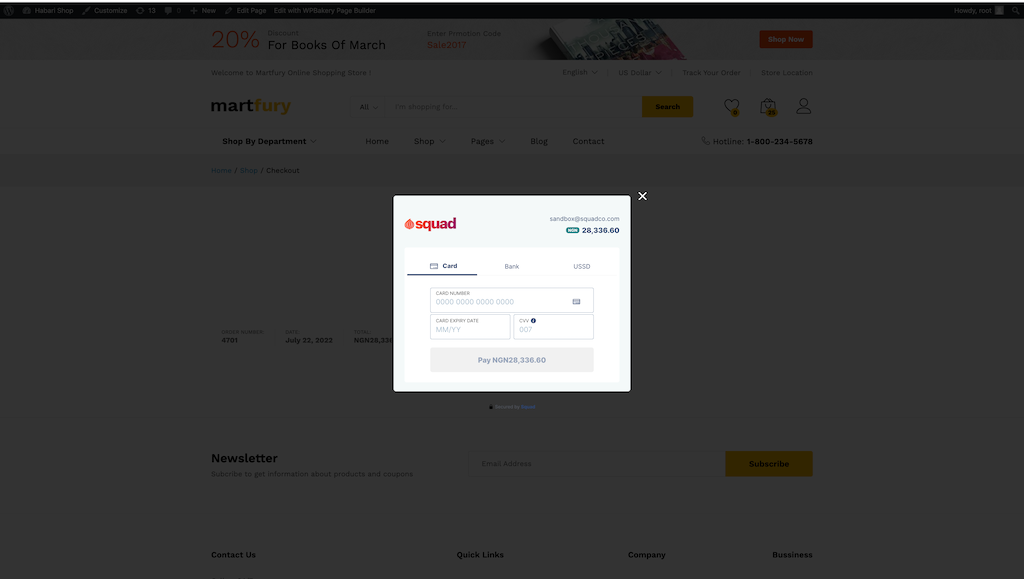 Habari Shop Customize 13 0 New Edit Page Edit with WPBakery Page Builder Howdy, root
20% Discount For Books Of March
Enter Promotion Code
Sale2017
Shop Now
Welcome to Martfury Online Shopping Store !
English US Dollar Track Your Order Store Location
martfury
All I'm shopping for... Search 0 25
Shop By Department Home Shop Pages Blog Contact Hotline: 1-800-234-5678
Home / Shop / Checkout
squad
sandbox@squadco.com
NGN 28,336.60
Card Bank USSD
CARD NUMBER
0000 0000 0000 0000
CARD EXPIRY DATE
MM/YY
CVV
007
Pay NGN28,336.60
ORDER NUMBER: DATE: TOTAL:
4701 July 22, 2022 NGN28,33
Secured by Squad
Newsletter
Subcribe to get information about products and coupons
Email Address
Subscribe
Contact Us Quick Links Company Bussiness